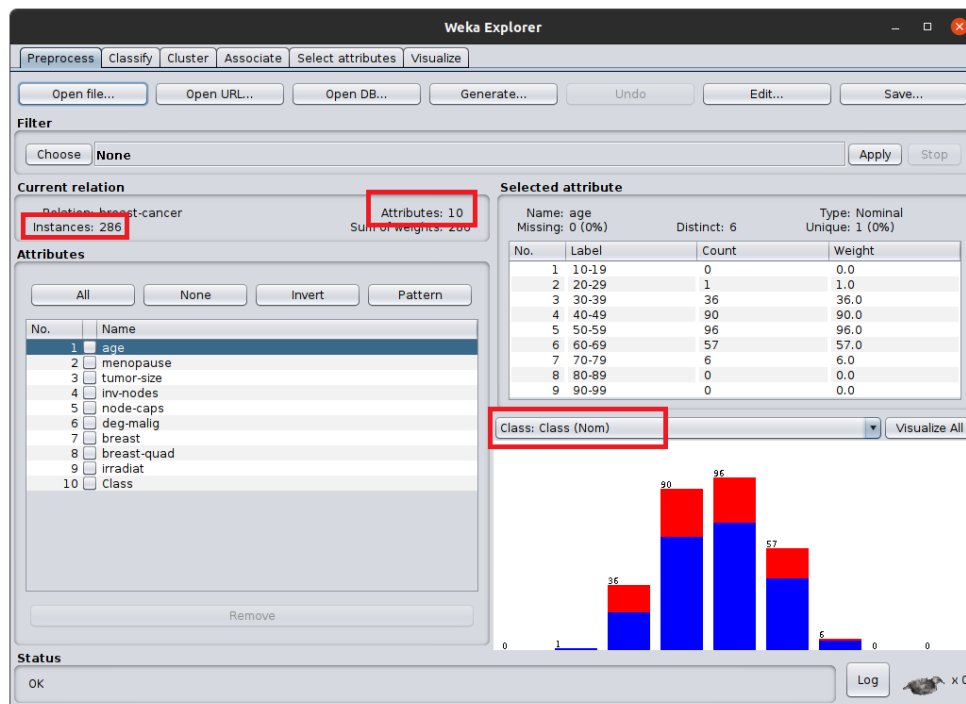 Weka Explorer
Preprocess Classify Cluster Associate Select attributes Visualize
Open file... Open URL... Open DB... Generate... Undo Edit... Save...
Filter
Choose None Apply Stop
Current relation
Relation: breast-cancer Attributes: 10
Instances: 286 Sum of weights: 286
Attributes
All None Invert Pattern
No. Name
1 age
2 menopause
3 tumor-size
4 inv-nodes
5 node-caps
6 deg-malig
7 breast
8 breast-quad
9 irradiat
10 Class
Remove
Selected attribute
Name: age Type: Nominal
Missing: 0 (0%) Distinct: 6 Unique: 1 (0%)
No. Label Count Weight
1 10-19 0 0.0
2 20-29 1 1.0
3 30-39 36 36.0
4 40-49 90 90.0
5 50-59 96 96.0
6 60-69 57 57.0
7 70-79 6 6.0
8 80-89 0 0.0
9 90-99 0 0.0
Class: Class (Nom) Visualize All
0 1 36 90 96 57 6 0 0
Status
OK
Log x 0